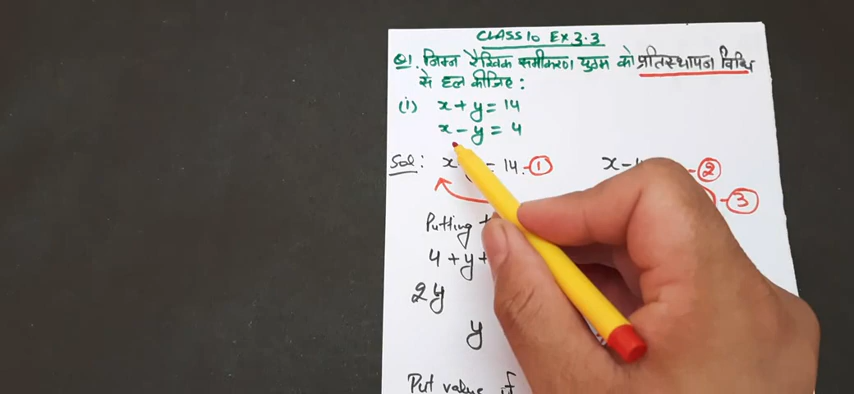 CLASS 10 EX 3.3
Q1. निम्न रैखिक समीकरण युग्म को प्रतिस्थापन विधि
से हल कीजिए :
(i) x + y = 14
x - y = 4
Sol: x = 14 - ① x - 2
- ③
Putting
4 + y +
2y
y
Put value